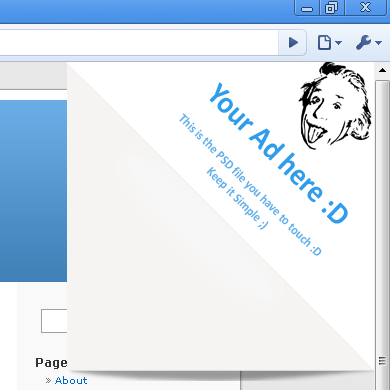 Your Ad here :D
This is the PSD file you have to touch :D
Keep it Simple ;)
Page
» About